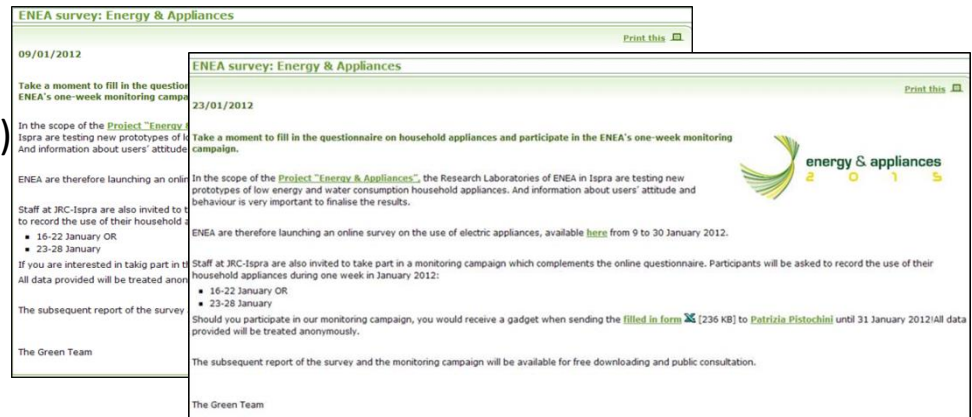 ENEA survey: Energy & Appliances
Print this
09/01/2012
Take a moment to fill in the
ENEA's one-week monitoring
In the scope of the Project "Energy
Ispra are testing new prototypes of
And information about users' attitude
ENEA are therefore launching an
Staff at JRC-Ispra are also invited to
to record the use of their household
▪ 16-22 January OR
▪ 23-28 January
If you are interested in takig part in
All data provided will be treated
The subsequent report of the survey
The Green Team
)
ENEA survey: Energy & Appliances
Print this
23/01/2012
Take a moment to fill in the questionnaire on household appliances and participate in the ENEA's one-week monitoring
campaign.
energy & appliances
2 0 1 5
In the scope of the Project "Energy & Appliances", the Research Laboratories of ENEA in Ispra are testing new
prototypes of low energy and water consumption household appliances. And information about users' attitude and
behaviour is very important to finalise the results.
ENEA are therefore launching an online survey on the use of electric appliances, available here from 9 to 30 January 2012.
Staff at JRC-Ispra are also invited to take part in a monitoring campaign which complements the online questionnaire. Participants will be asked to record the use of their
household appliances during one week in January 2012:
▪ 16-22 January OR
▪ 23-28 January
Should you participate in our monitoring campaign, you would receive a gadget when sending the filled in form [236 KB] to Patrizia Pistochini until 31 January 2012!All data
provided will be treated anonymously.
The subsequent report of the survey and the monitoring campaign will be available for free downloading and public consultation.
The Green Team